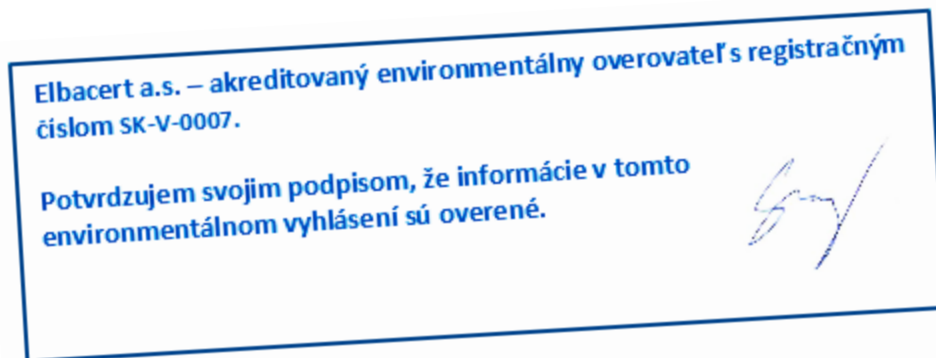 Elbacert a.s. – akreditovaný environmentálny overovateľ s registračným
číslom SK-V-0007.
Potvrdzujem svojim podpisom, že informácie v tomto
environmentálnom vyhlásení sú overené.